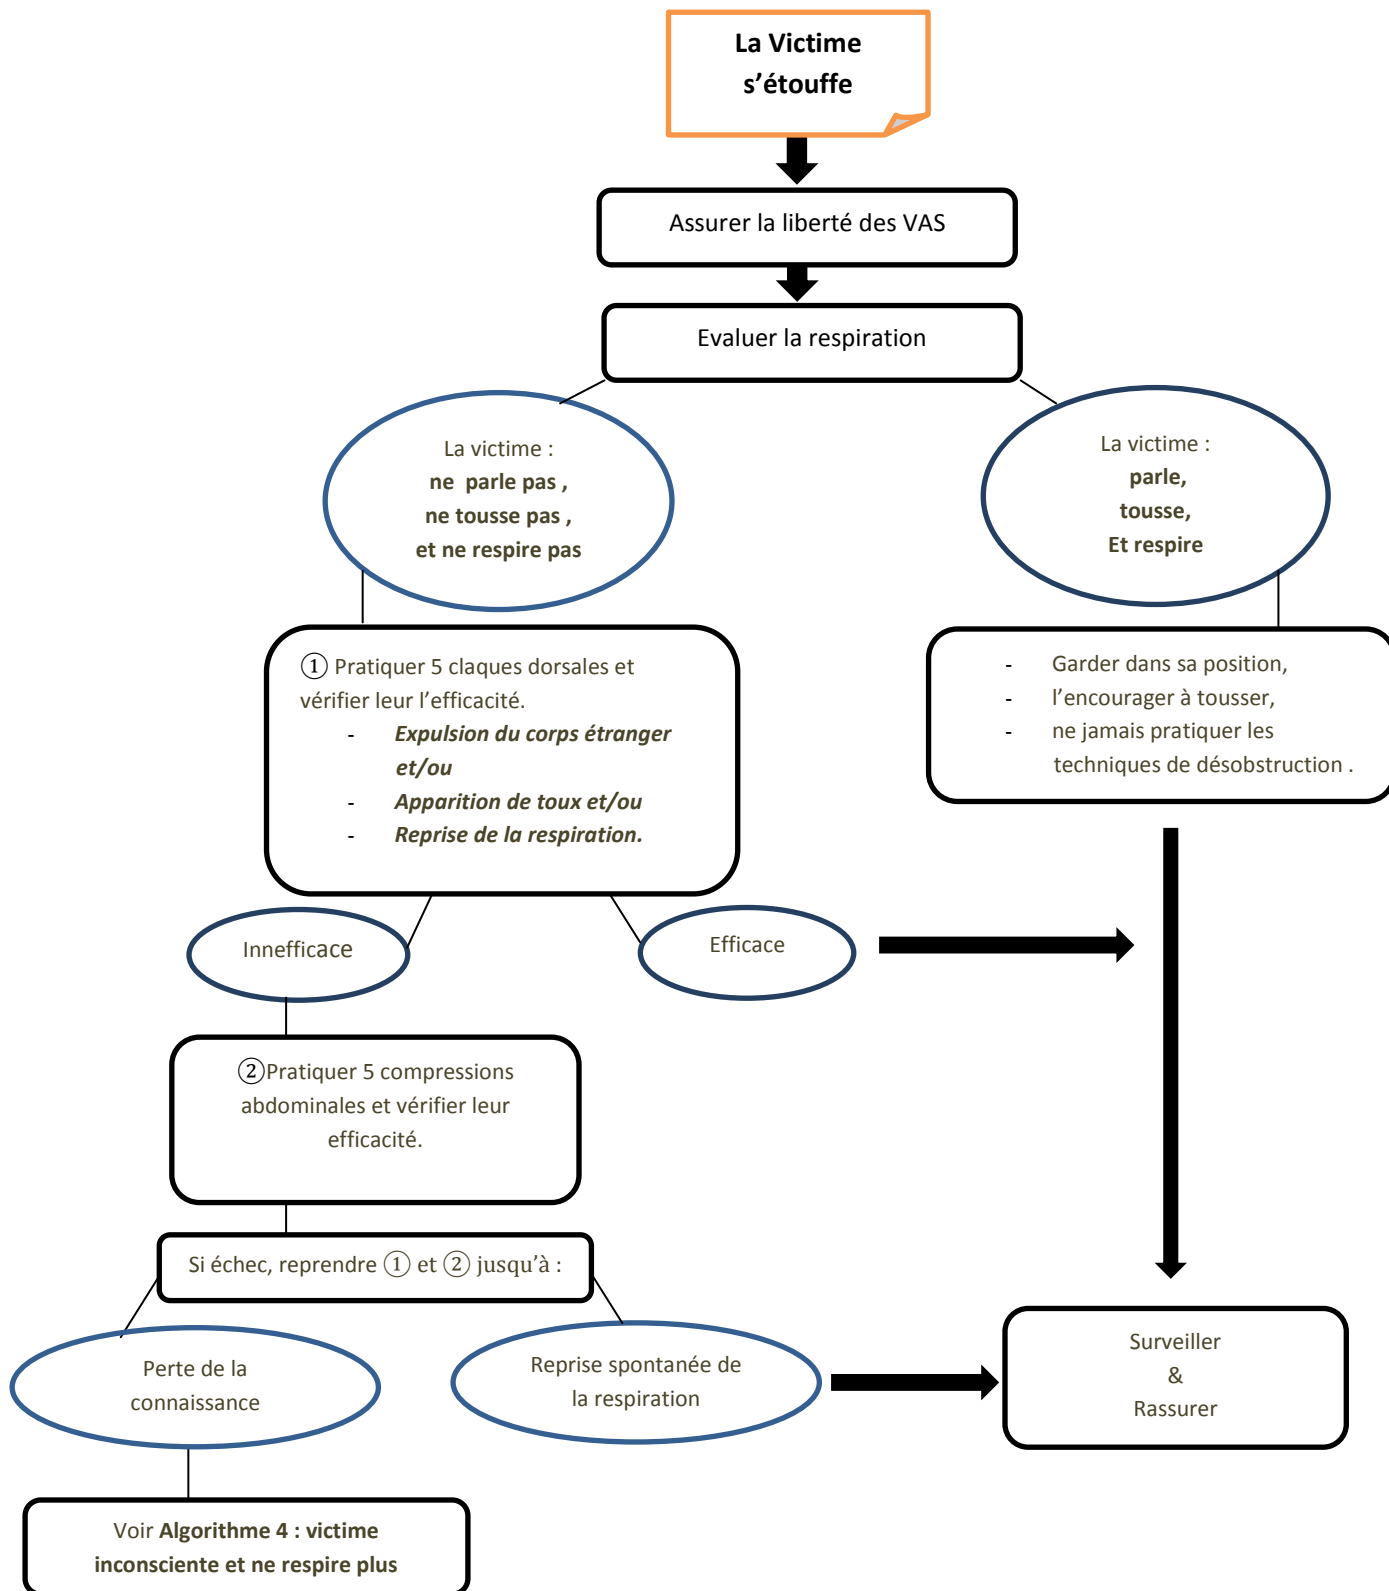 La Victime
s’étouffe
Assurer la liberté des VAS
Evaluer la respiration
La victime :
ne parle pas ,
ne tousse pas ,
et ne respire pas
La victime :
parle,
tousse,
Et respire
① Pratiquer 5 claques dorsales et
vérifier leur l’efficacité.
- Expulsion du corps étranger
et/ou
- Apparition de toux et/ou
- Reprise de la respiration.
- Garder dans sa position,
- l’encourager à tousser,
- ne jamais pratiquer les
techniques de désobstruction .
Innefficace
Efficace
②Pratiquer 5 compressions
abdominales et vérifier leur
efficacité.
Si échec, reprendre ① et ② jusqu’à :
Perte de la
connaissance
Reprise spontanée de
la respiration
Surveiller
&
Rassurer
Voir Algorithme 4 : victime
inconsciente et ne respire plus